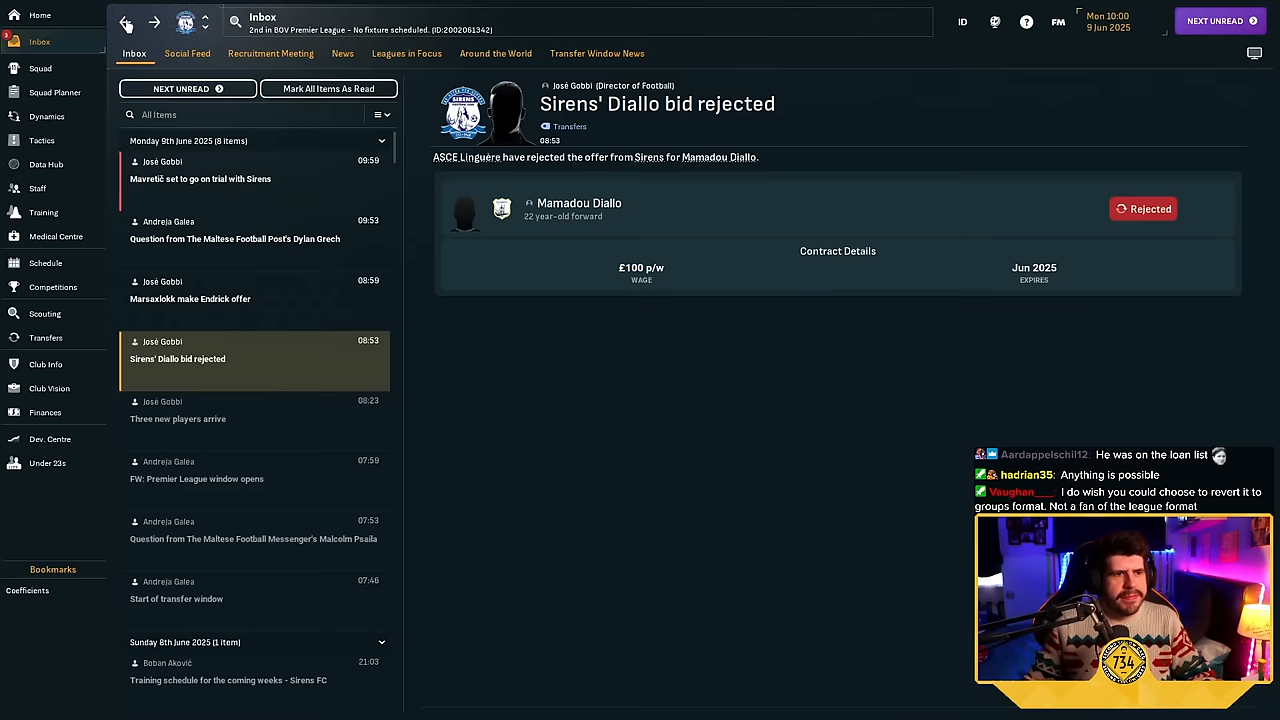 Home
Inbox
Squad
Squad Planner
Dynamics
Tactics
Data Hub
Staff
Training
Medical Centre
Schedule
Competitions
Scouting
Transfers
Club Info
Club Vision
Finances
Dev. Centre
Under 23s
Bookmarks
Coefficients
Inbox
2nd in BOV Premier League - No fixture scheduled. (ID:2002061342)
ID
FM
Mon 10:00
9 Jun 2025
NEXT UNREAD
Inbox
Social Feed
Recruitment Meeting
News
Leagues in Focus
Around the World
Transfer Window News
NEXT UNREAD
Mark All Items As Read
All Items
Monday 9th June 2025 (8 items)
José Gobbi 09:59
Mavretič set to go on trial with Sirens
Andreja Galea 09:53
Question from The Maltese Football Post's Dylan Grech
José Gobbi 08:59
Marsaxlokk make Endrick offer
José Gobbi 08:53
Sirens' Diallo bid rejected
José Gobbi 08:23
Three new players arrive
Andreja Galea 07:59
FW: Premier League window opens
Andreja Galea 07:53
Question from The Maltese Football Messenger's Malcolm Psaila
Andreja Galea 07:46
Start of transfer window
Sunday 8th June 2025 (1 item)
Boban Aković 21:03
Training schedule for the coming weeks - Sirens FC
José Gobbi (Director of Football)
Sirens' Diallo bid rejected
Transfers
08:53
ASCE Linguère have rejected the offer from Sirens for Mamadou Diallo.
Mamadou Diallo
22 year-old forward
Rejected
Contract Details
£100 p/w
WAGE
Jun 2025
EXPIRES
Aardappelschil12: He was on the loan list
hadrian35: Anything is possible
Vaughan___: I do wish you could choose to revert it to
groups format. Not a fan of the league format
734